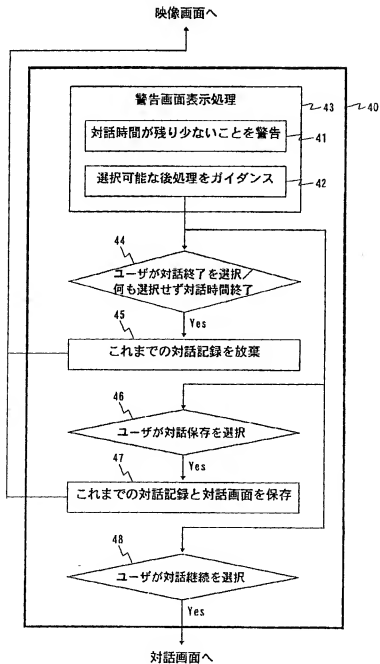 映像画面へ
警告画面表示処理
43
40
対話時間が残り少ないことを警告
41
選択可能な後処理をガイダンス
42
44
ユーザが対話終了を選択／
何も選択せず対話時間終了
Yes
45
これまでの対話記録を放棄
46
ユーザが対話保存を選択
Yes
47
これまでの対話記録と対話画面を保存
48
ユーザが対話継続を選択
Yes
対話画面へ